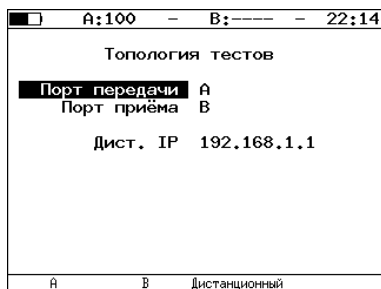 A:100 – B:---- – 22:14
Топология тестов
Порт передачи A
Порт приёма B
Дист. IP 192.168.1.1
A B Дистанционный